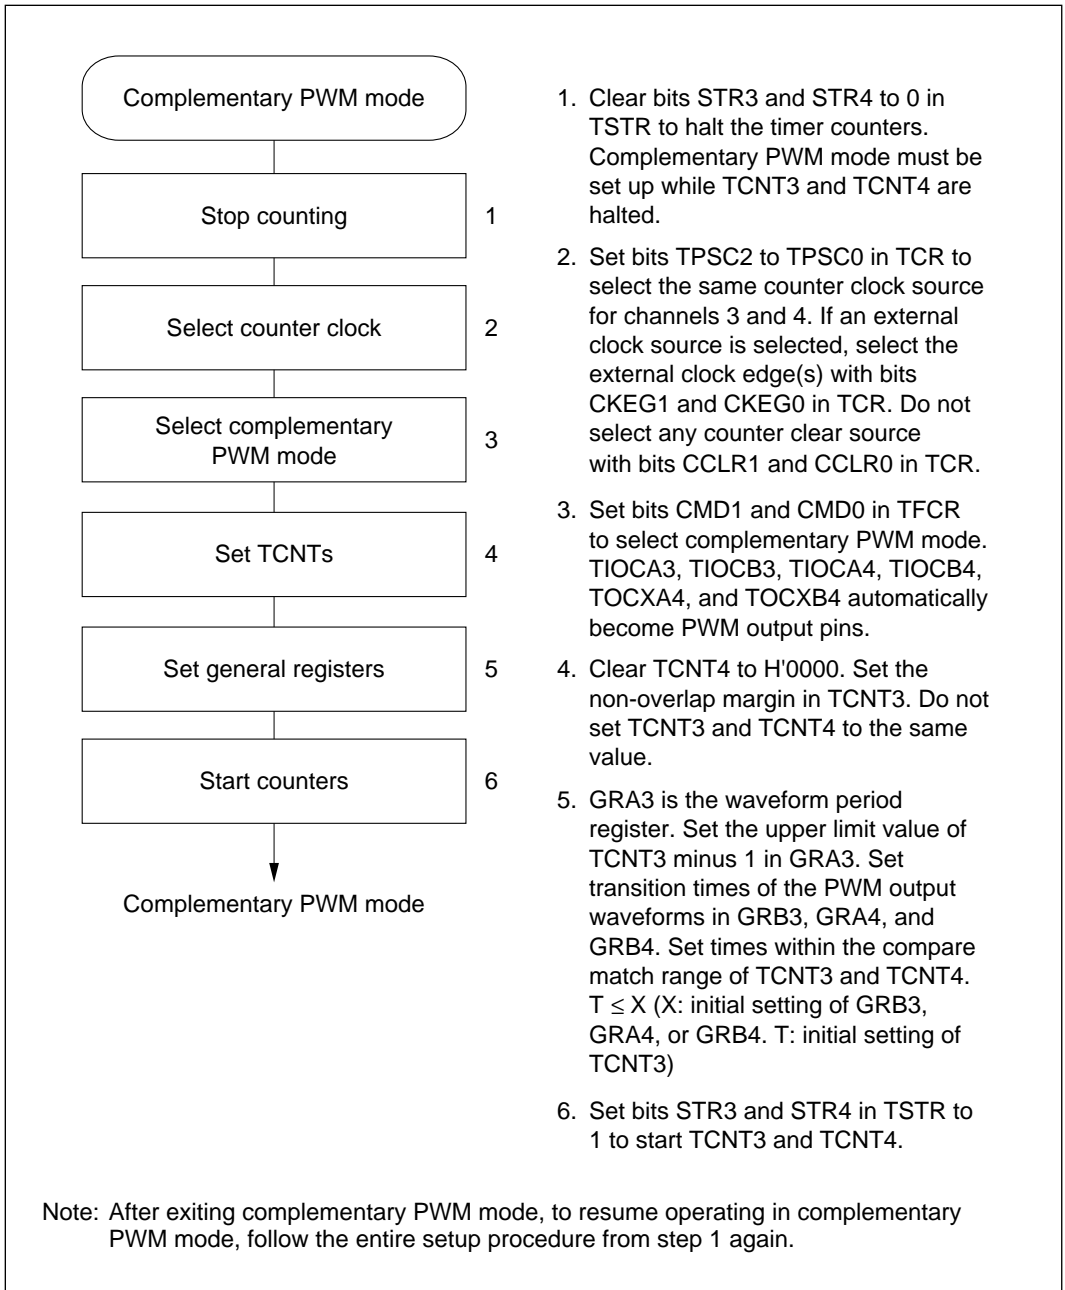 Complementary PWM mode
Stop counting
1
Select counter clock
2
Select complementary
PWM mode
3
Set TCNTs
4
Set general registers
5
Start counters
6
Complementary PWM mode
1. Clear bits STR3 and STR4 to 0 in
TSTR to halt the timer counters.
Complementary PWM mode must be
set up while TCNT3 and TCNT4 are
halted.
2. Set bits TPSC2 to TPSC0 in TCR to
select the same counter clock source
for channels 3 and 4. If an external
clock source is selected, select the
external clock edge(s) with bits
CKEG1 and CKEG0 in TCR. Do not
select any counter clear source
with bits CCLR1 and CCLR0 in TCR.
3. Set bits CMD1 and CMD0 in TFCR
to select complementary PWM mode.
TIOCA3, TIOCB3, TIOCA4, TIOCB4,
TOCXA4, and TOCXB4 automatically
become PWM output pins.
4. Clear TCNT4 to H'0000. Set the
non-overlap margin in TCNT3. Do not
set TCNT3 and TCNT4 to the same
value.
5. GRA3 is the waveform period
register. Set the upper limit value of
TCNT3 minus 1 in GRA3. Set
transition times of the PWM output
waveforms in GRB3, GRA4, and
GRB4. Set times within the compare
match range of TCNT3 and TCNT4.
T ≤ X (X: initial setting of GRB3,
GRA4, or GRB4. T: initial setting of
TCNT3)
6. Set bits STR3 and STR4 in TSTR to
1 to start TCNT3 and TCNT4.
Note: After exiting complementary PWM mode, to resume operating in complementary
PWM mode, follow the entire setup procedure from step 1 again.